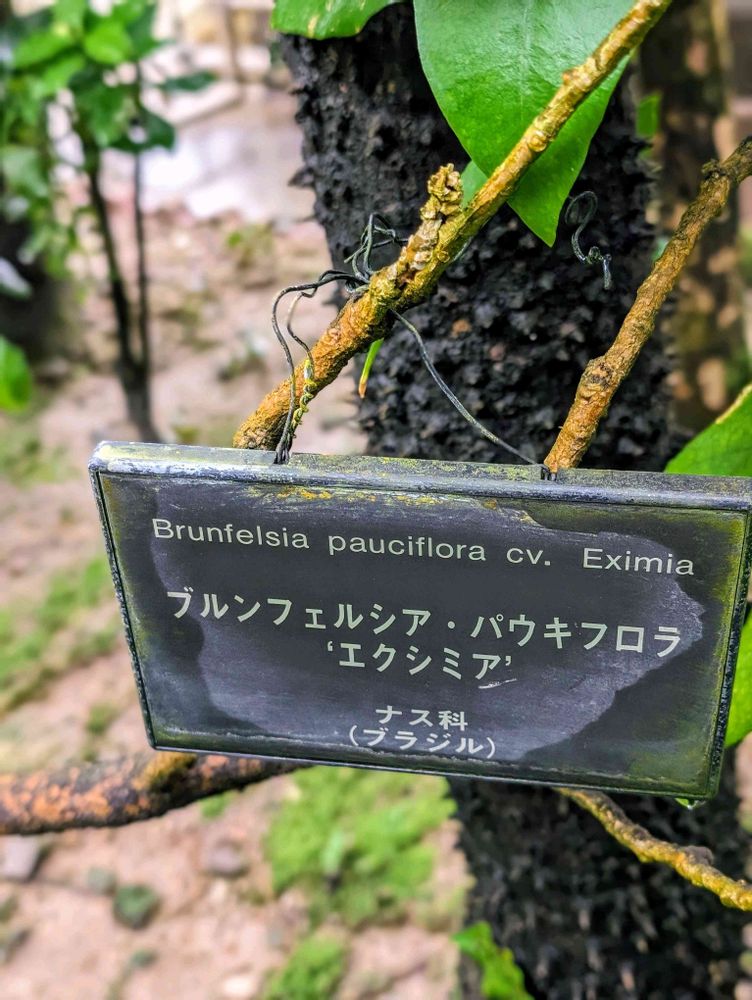 Brunfelsia pauciflora cv. Eximia
ブルンフェルシア・パウキフロラ
‘エクシミア’
ナス科
(ブラジル)